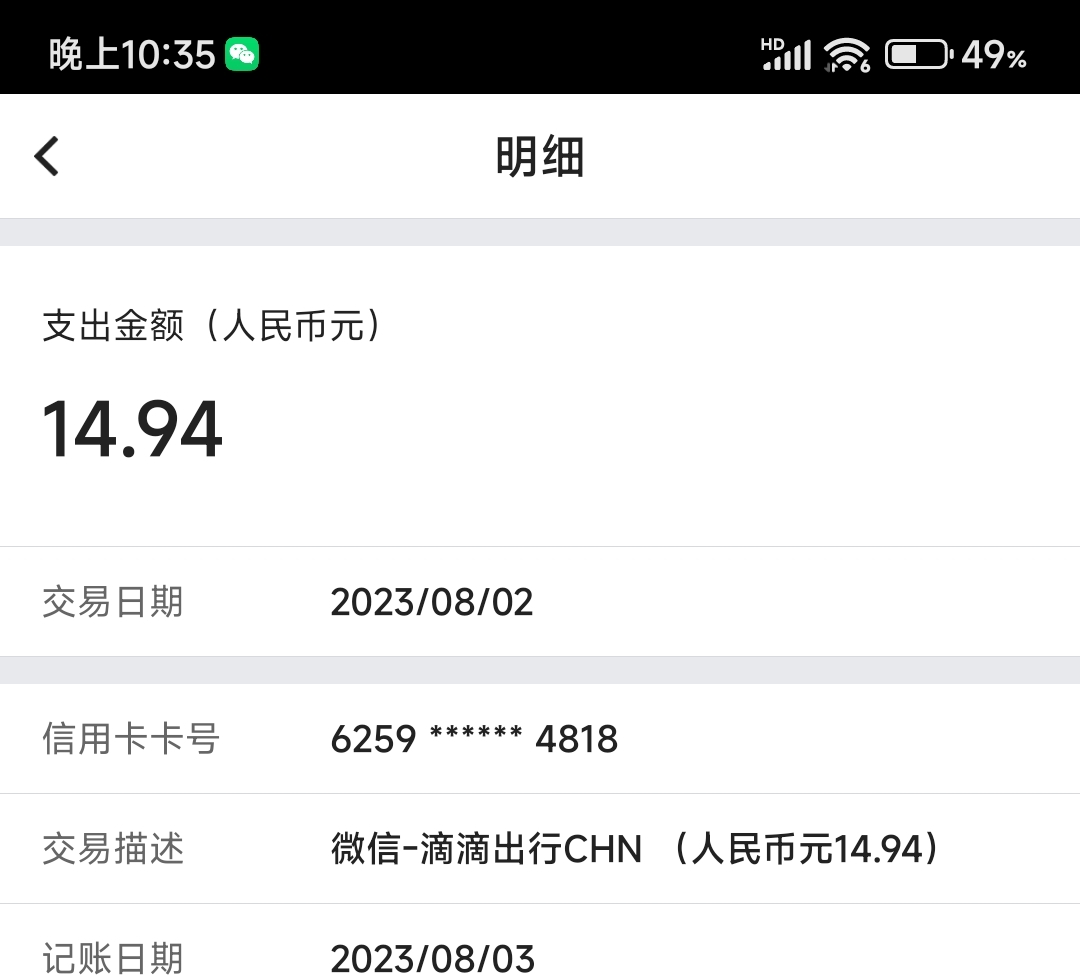 晚上10:35 HD 6 49%
明细
支出金额（人民币元）
14.94
交易日期 2023/08/02
信用卡卡号 6259 ****** 4818
交易描述 微信-滴滴出行CHN （人民币元14.94）
记账日期 2023/08/03